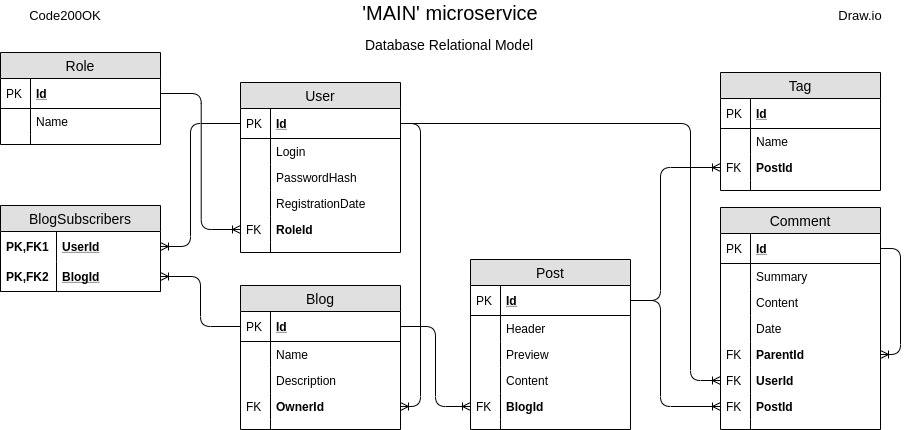 Code200OK
'MAIN' microservice
Draw.io
Database Relational Model
Role
PK Id
Name
User
PK Id
Login
PasswordHash
RegistrationDate
FK RoleId
Tag
PK Id
Name
FK PostId
BlogSubscribers
PK,FK1 UserId
PK,FK2 BlogId
Blog
PK Id
Name
Description
FK OwnerId
Post
PK Id
Header
Preview
Content
FK BlogId
Comment
PK Id
Summary
Content
Date
FK ParentId
FK UserId
FK PostId